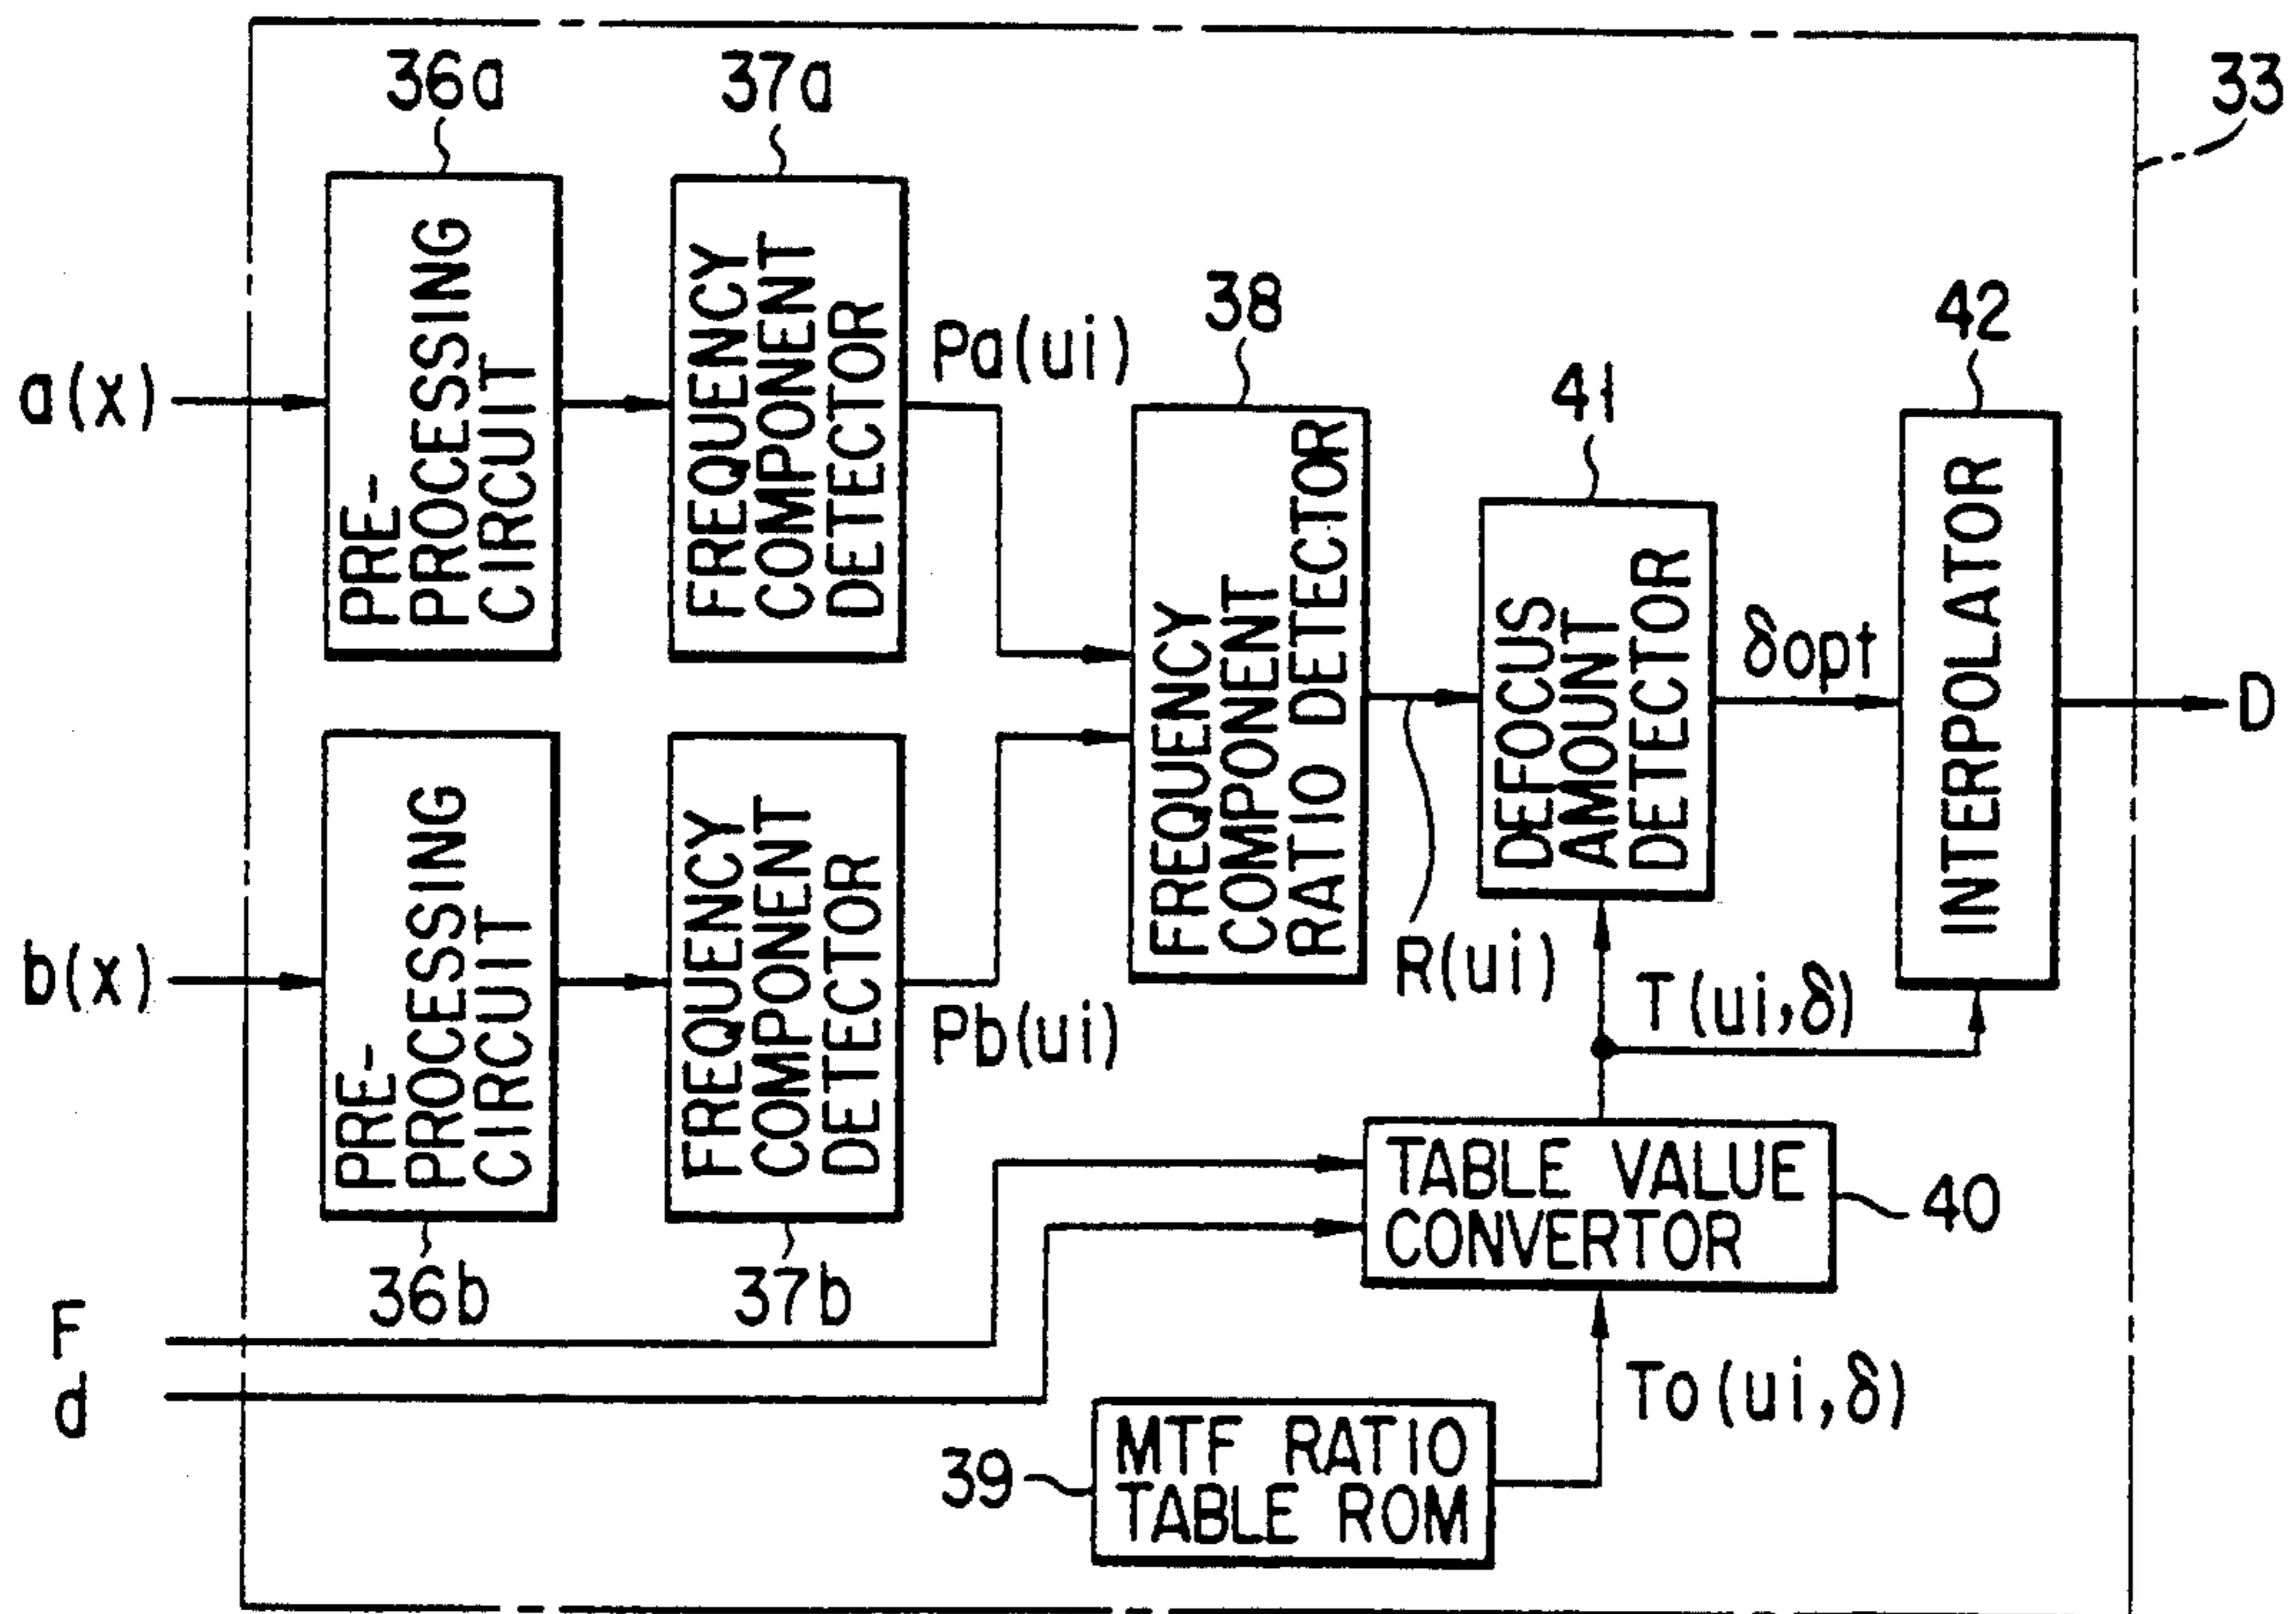 36a
37a
33
PRE-
PROCESSING
CIRCUIT
FREQUENCY
COMPONENT
DETECTOR
a(x)
Pa(ui)
38
FREQUENCY
COMPONENT
RATIO DETECTOR
41
DEFOCUS
AMOUNT
DETECTOR
δopt
42
INTERPOLATOR
D
b(x)
PRE-
PROCESSING
CIRCUIT
FREQUENCY
COMPONENT
DETECTOR
Pb(ui)
R(ui)
T(ui,δ)
36b
37b
TABLE VALUE
CONVERTOR
40
F
d
To(ui,δ)
39
MTF RATIO
TABLE ROM